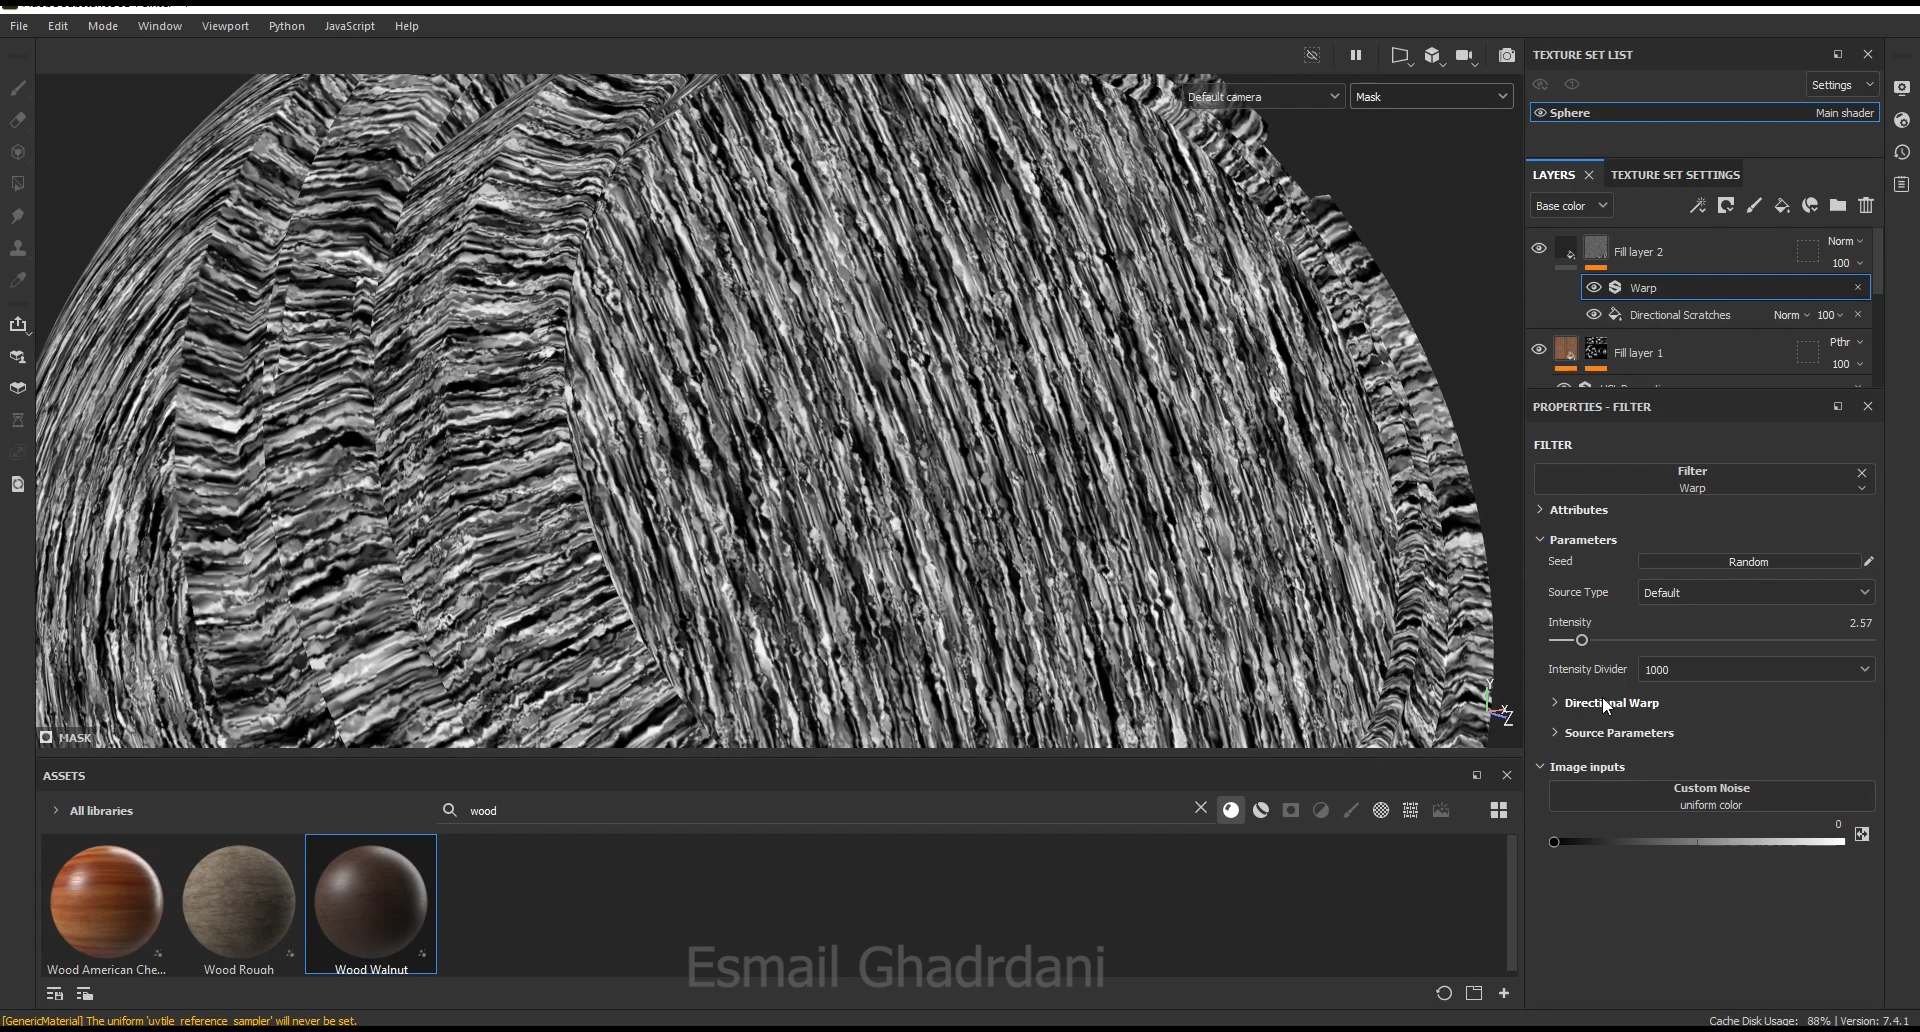 File Edit Mode Window Viewport Python JavaScript Help
Default camera Mask
Y
X
Z
MASK
TEXTURE SET LIST
Settings
Sphere Main shader
LAYERS TEXTURE SET SETTINGS
Base color
Norm
Fill layer 2
100
Warp
Directional Scratches Norm 100
Pthr
Fill layer 1
100
PROPERTIES - FILTER
FILTER
Filter
Warp
Attributes
Parameters
Seed Random
Source Type Default
Intensity 2.57
Intensity Divider 1000
Directional Warp
Source Parameters
Image inputs
Custom Noise
uniform color
0
ASSETS
All libraries wood
Wood American Che... Wood Rough Wood Walnut
Esmail Ghadrdani
[GenericMaterial] The uniform 'uvtile_reference_sampler' will never be set.
Cache Disk Usage: 88% | Version: 7.4.1